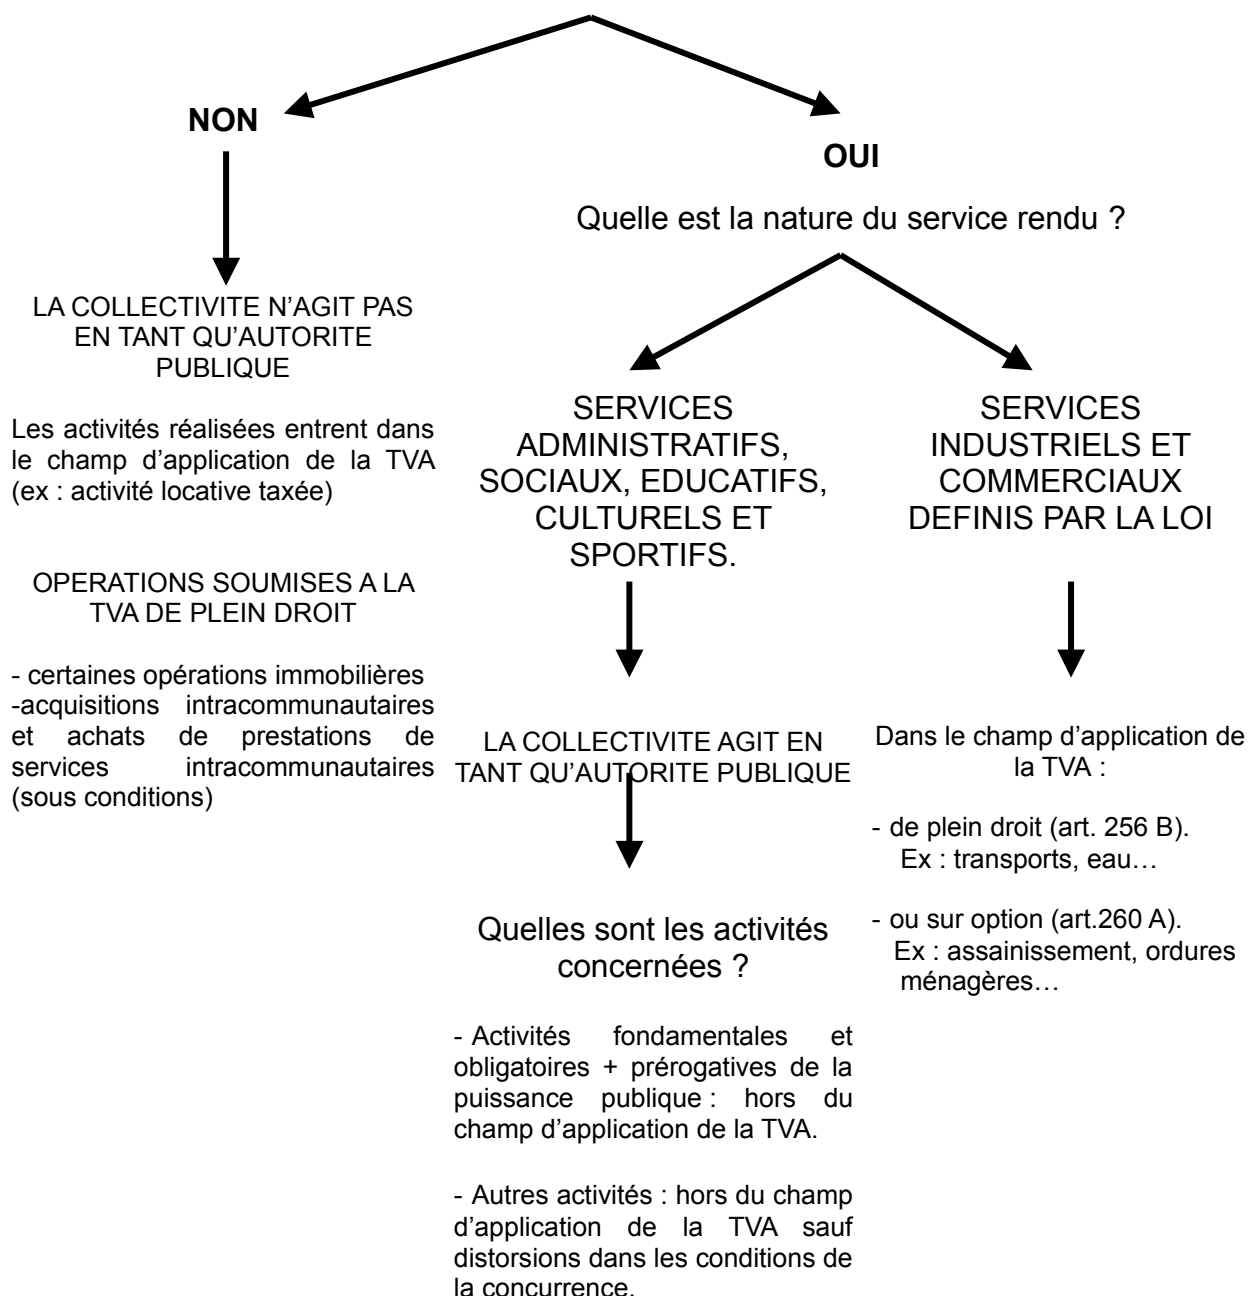 NON
LA COLLECTIVITE N’AGIT PAS
EN TANT QU’AUTORITE
PUBLIQUE
Les activités réalisées entrent dans
le champ d’application de la TVA
(ex : activité locative taxée)
OPERATIONS SOUMISES A LA
TVA DE PLEIN DROIT
- certaines opérations immobilières
-acquisitions intracommunautaires
et achats de prestations de
services intracommunautaires
(sous conditions)
OUI
Quelle est la nature du service rendu ?
SERVICES
ADMINISTRATIFS,
SOCIAUX, EDUCATIFS,
CULTURELS ET
SPORTIFS.
LA COLLECTIVITE AGIT EN
TANT QU’AUTORITE PUBLIQUE
Quelles sont les activités
concernées ?
- Activités fondamentales et
obligatoires + prérogatives de la
puissance publique : hors du
champ d’application de la TVA.
- Autres activités : hors du champ
d’application de la TVA sauf
distorsions dans les conditions de
la concurrence.
SERVICES
INDUSTRIELS ET
COMMERCIAUX
DEFINIS PAR LA LOI
Dans le champ d’application de
la TVA :
- de plein droit (art. 256 B).
Ex : transports, eau…
- ou sur option (art.260 A).
Ex : assainissement, ordures
ménagères…